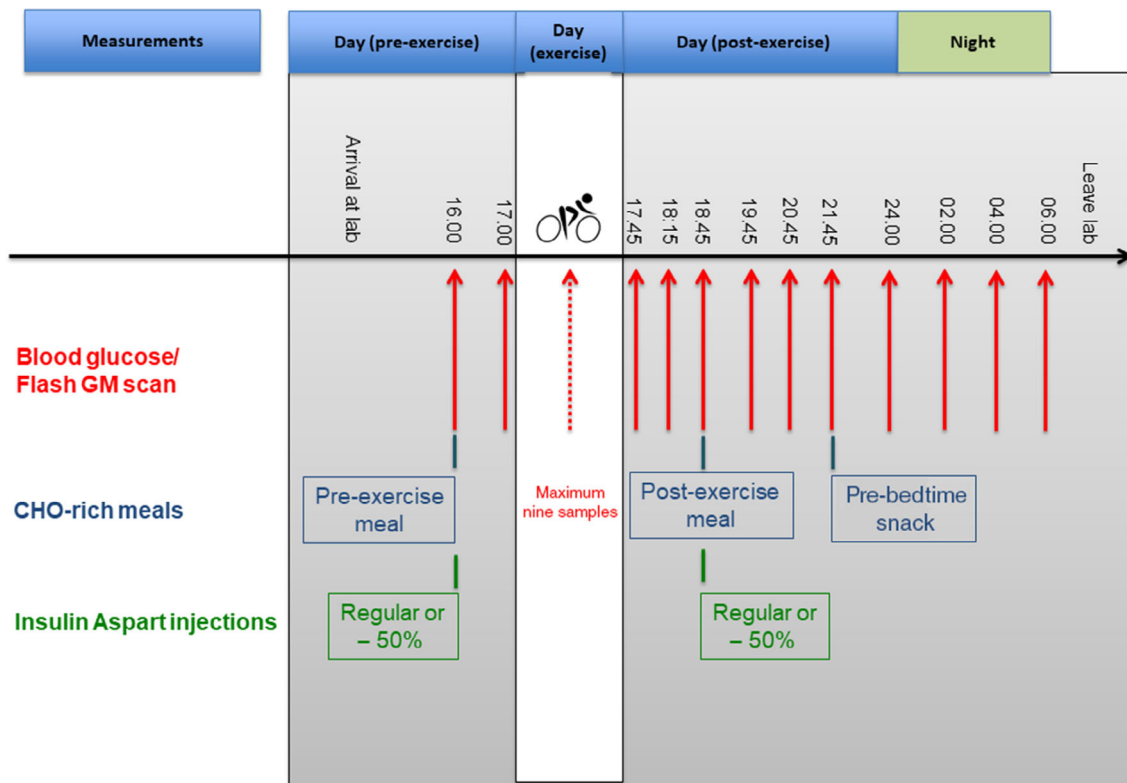 Measurements
Day (pre-exercise)
Day
(exercise)
Day (post-exercise)
Night
Arrival at lab
16.00
17.00
17.45
18:15
18.45
19.45
20.45
21.45
24.00
02.00
04.00
06.00
Leave lab
Blood glucose/
Flash GM scan
CHO-rich meals
Pre-exercise
meal
Maximum
nine samples
Post-exercise
meal
Pre-bedtime
snack
Insulin Aspart injections
Regular or
– 50%
Regular or
– 50%